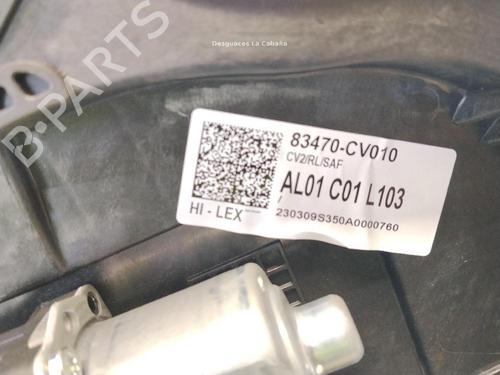 Desguaces La Cabaña
B-PARTS
83470-CV010
CV2/RL/SAF
AL01 C01 L103
/
230309S350A0000760
HI - LEX